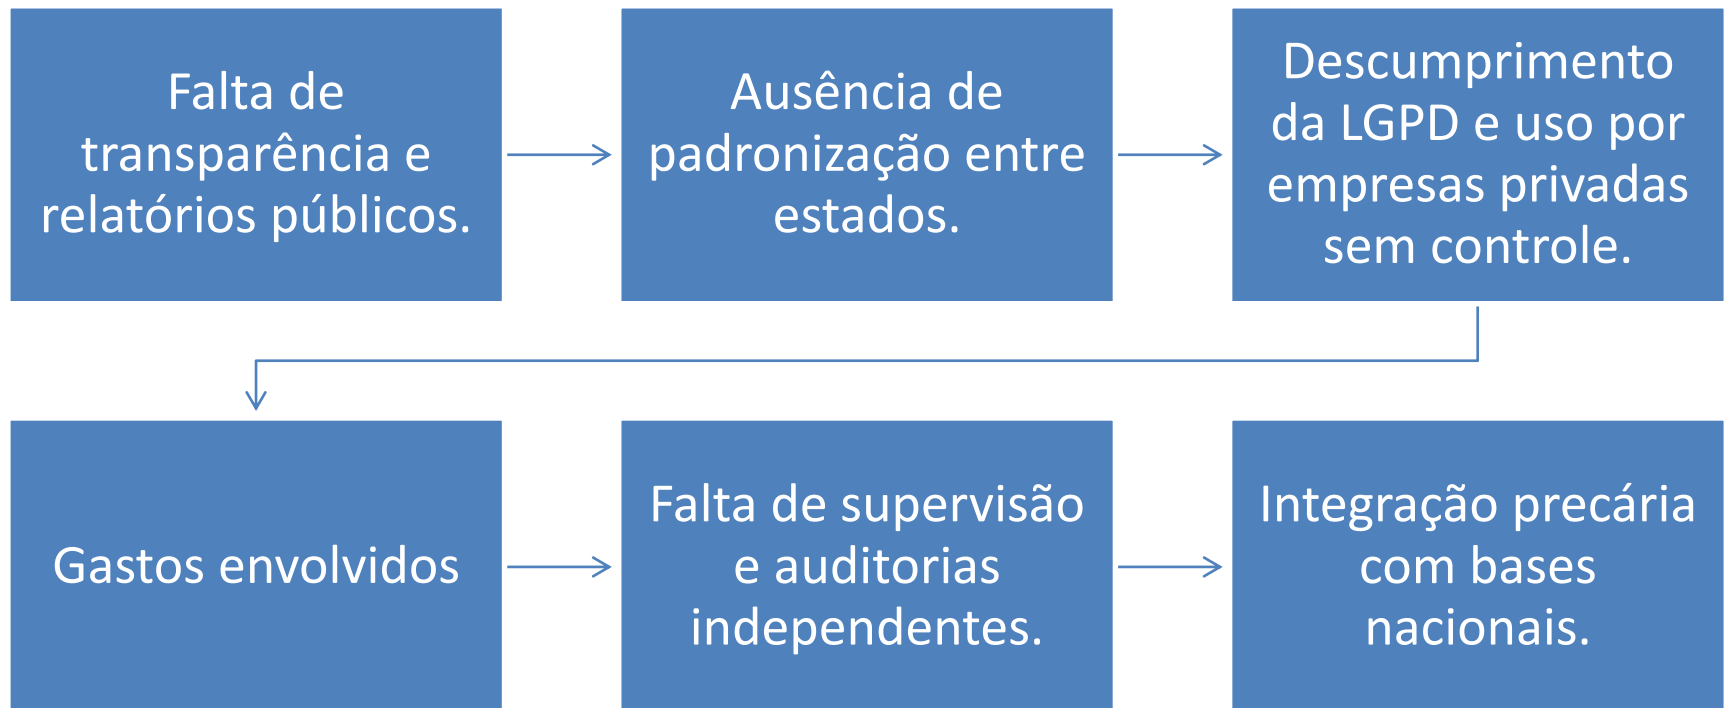 Falta de
transparência e
relatórios públicos.
Ausência de
padronização entre
estados.
Descumprimento
da LGPD e uso por
empresas privadas
sem controle.
Gastos envolvidos
Falta de supervisão
e auditorias
independentes.
Integração precária
com bases
nacionais.